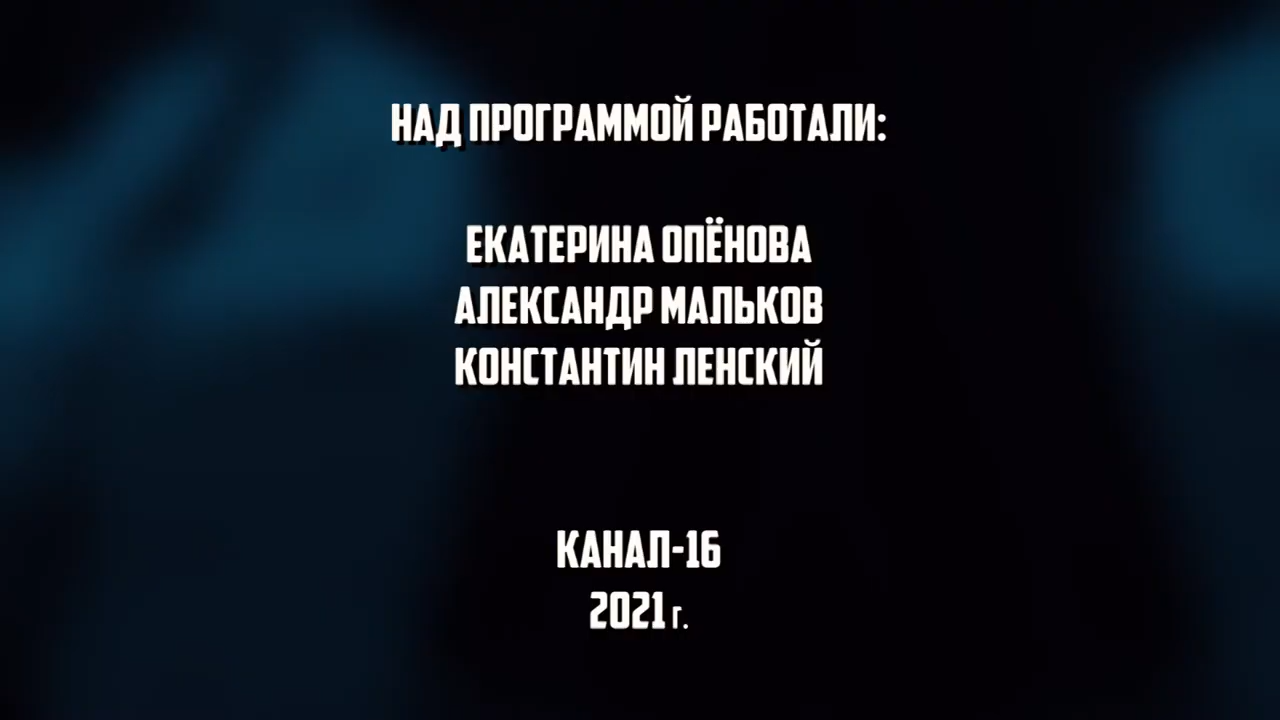 НАД ПРОГРАММОЙ РАБОТАЛИ:
ЕКАТЕРИНА ОПЁНОВА
АЛЕКСАНДР МАЛЬКОВ
КОНСТАНТИН ЛЕНСКИЙ
КАНАЛ-16
2021 г.